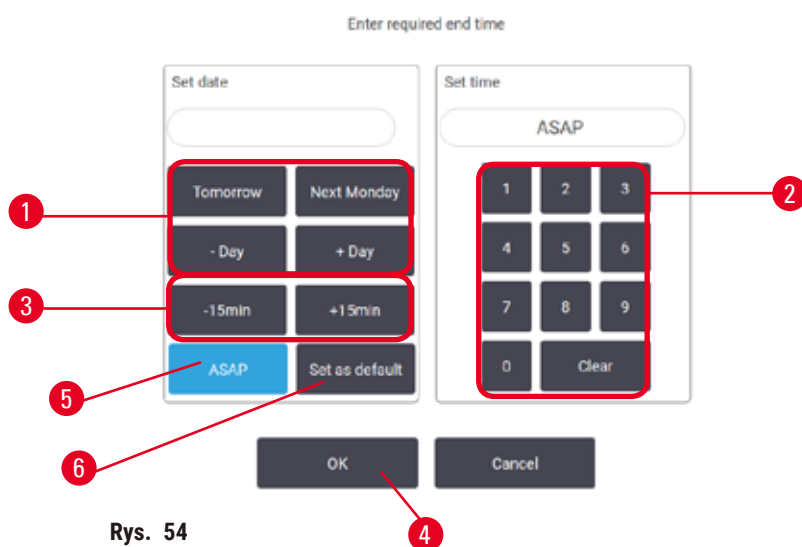 Enter required end time
Set date
Set time
ASAP
Tomorrow
Next Monday
- Day
+ Day
-15min
+15min
ASAP
Set as default
1
2
3
4
5
6
7
8
9
0
Clear
OK
Cancel
1
2
3
5
6
4
Rys. 54